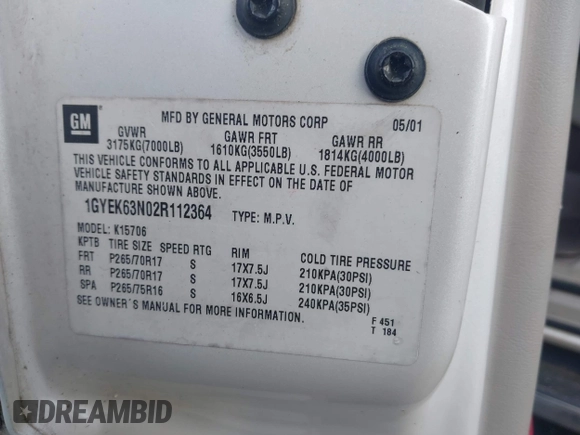 GM
MFD BY GENERAL MOTORS CORP 05/01
GVWR GAWR FRT GAWR RR
3175KG(7000LB) 1610KG(3550LB) 1814KG(4000LB)
THIS VEHICLE CONFORMS TO ALL APPLICABLE U.S. FEDERAL MOTOR
VEHICLE SAFETY STANDARDS IN EFFECT ON THE DATE OF
MANUFACTURE SHOWN ABOVE.
1GYEK63N02R112364 TYPE: M.P.V.
MODEL: K15706
KPTB TIRE SIZE SPEED RTG RIM COLD TIRE PRESSURE
FRT P265/70R17 S 17X7.5J 210KPA(30PSI)
RR P265/70R17 S 17X7.5J 210KPA(30PSI)
SPA P265/75R16 S 16X6.5J 240KPA(35PSI)
SEE OWNER'S MANUAL FOR MORE INFORMATION.
F 451
T 184
DREAMBID